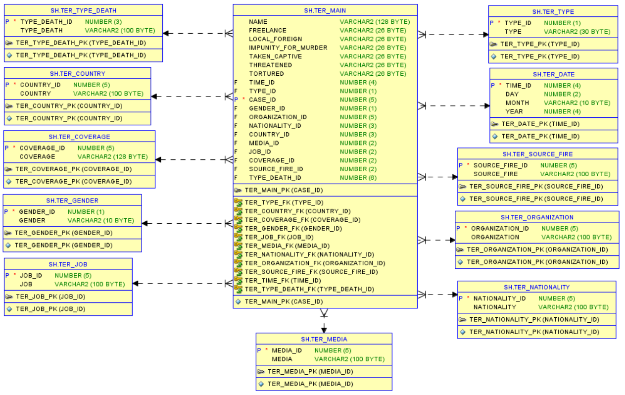 SH.TER_TYPE_DEATH
P * TYPE_DEATH_ID NUMBER (3)
TYPE_DEATH VARCHAR2 (100 BYTE)
TER_TYPE_DEATH_PK (TYPE_DEATH_ID)
TER_TYPE_DEATH_PK (TYPE_DEATH_ID)
SH.TER_COUNTRY
P * COUNTRY_ID NUMBER (5)
COUNTRY VARCHAR2 (100 BYTE)
TER_COUNTRY_PK (COUNTRY_ID)
TER_COUNTRY_PK (COUNTRY_ID)
SH.TER_COVERAGE
P * COVERAGE_ID NUMBER (5)
COVERAGE VARCHAR2 (128 BYTE)
TER_COVERAGE_PK (COVERAGE_ID)
TER_COVERAGE_PK (COVERAGE_ID)
SH.TER_GENDER
P * GENDER_ID NUMBER (1)
GENDER VARCHAR2 (10 BYTE)
TER_GENDER_PK (GENDER_ID)
TER_GENDER_PK (GENDER_ID)
SH.TER_JOB
P * JOB_ID NUMBER (5)
JOB VARCHAR2 (100 BYTE)
TER_JOB_PK (JOB_ID)
TER_JOB_PK (JOB_ID)
SH.TER_MAIN
NAME VARCHAR2 (128 BYTE)
FREELANCE VARCHAR2 (26 BYTE)
LOCAL_FOREIGN VARCHAR2 (26 BYTE)
IMPUNITY_FOR_MURDER VARCHAR2 (26 BYTE)
TAKEN_CAPTIVE VARCHAR2 (26 BYTE)
THREATENED VARCHAR2 (26 BYTE)
TORTURED VARCHAR2 (26 BYTE)
F TIME_ID NUMBER (4)
F TYPE_ID NUMBER (1)
P * CASE_ID NUMBER (5)
F GENDER_ID NUMBER (1)
F ORGANIZATION_ID NUMBER (5)
F NATIONALITY_ID NUMBER (3)
F COUNTRY_ID NUMBER (3)
F MEDIA_ID NUMBER (2)
F JOB_ID NUMBER (2)
F COVERAGE_ID NUMBER (2)
F SOURCE_FIRE_ID NUMBER (2)
F TYPE_DEATH_ID NUMBER (6)
TER_MAIN_PK (CASE_ID)
TER_TYPE_FK (TYPE_ID)
TER_COUNTRY_FK (COUNTRY_ID)
TER_COVERAGE_FK (COVERAGE_ID)
TER_GENDER_FK (GENDER_ID)
TER_JOB_FK (JOB_ID)
TER_MEDIA_FK (MEDIA_ID)
TER_NATIONALITY_FK (NATIONALITY_ID)
TER_ORGANIZATION_FK (ORGANIZATION_ID)
TER_SOURCE_FIRE_FK (SOURCE_FIRE_ID)
TER_TIME_FK (TIME_ID)
TER_TYPE_DEATH_FK (TYPE_DEATH_ID)
TER_MAIN_PK (CASE_ID)
SH.TER_MEDIA
P * MEDIA_ID NUMBER (5)
MEDIA VARCHAR2 (100 BYTE)
TER_MEDIA_PK (MEDIA_ID)
TER_MEDIA_PK (MEDIA_ID)
SH.TER_TYPE
P * TYPE_ID NUMBER (1)
TYPE VARCHAR2 (30 BYTE)
TER_TYPE_PK (TYPE_ID)
TER_TYPE_PK (TYPE_ID)
SH.TER_DATE
P * TIME_ID NUMBER (4)
DAY NUMBER (2)
MONTH VARCHAR2 (10 BYTE)
YEAR NUMBER (4)
TER_DATE_PK (TIME_ID)
TER_DATE_PK (TIME_ID)
SH.TER_SOURCE_FIRE
P * SOURCE_FIRE_ID NUMBER (5)
SOURCE_FIRE VARCHAR2 (100 BYTE)
TER_SOURCE_FIRE_PK (SOURCE_FIRE_ID)
TER_SOURCE_FIRE_PK (SOURCE_FIRE_ID)
SH.TER_ORGANIZATION
P * ORGANIZATION_ID NUMBER (5)
ORGANIZATION VARCHAR2 (100 BYTE)
TER_ORGANIZATION_PK (ORGANIZATION_ID)
TER_ORGANIZATION_PK (ORGANIZATION_ID)
SH.TER_NATIONALITY
P * NATIONALITY_ID NUMBER (5)
NATIONALITY VARCHAR2 (100 BYTE)
TER_NATIONALITY_PK (NATIONALITY_ID)
TER_NATIONALITY_PK (NATIONALITY_ID)